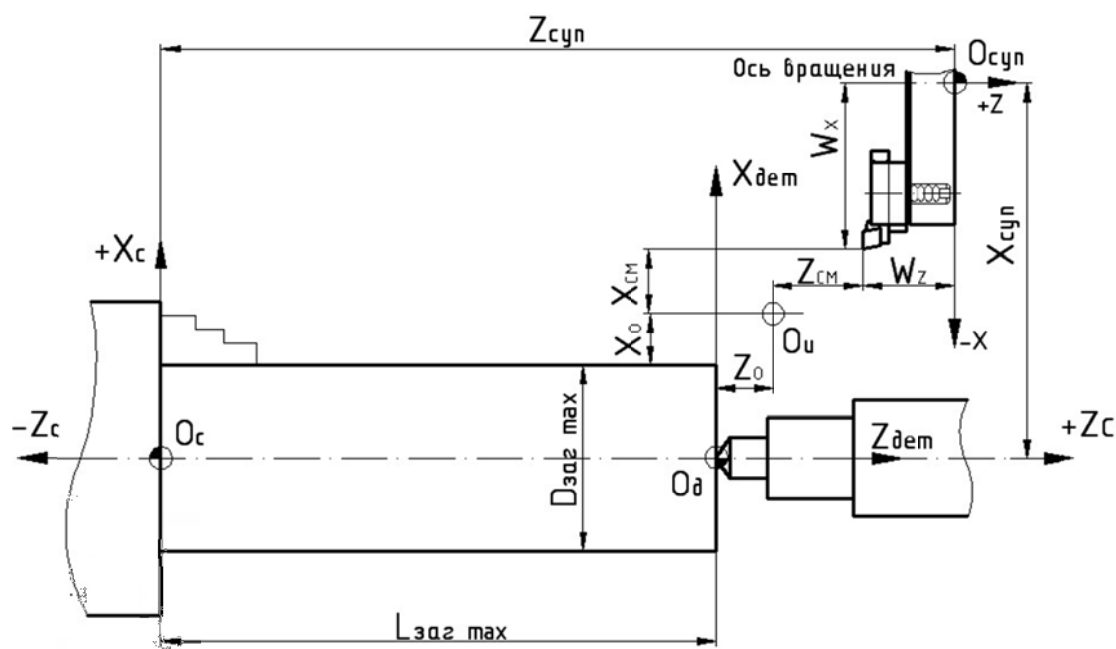 Zсуп
Oсуп
Ось вращения
+Z
Wx
Xдет
Xсуп
+Xс
Xсм
Zсм
Wz
X0
Oи
-X
Z0
-Zс
Oс
Dзаг max
Oд
Zдет
+Zс
Lзаг max